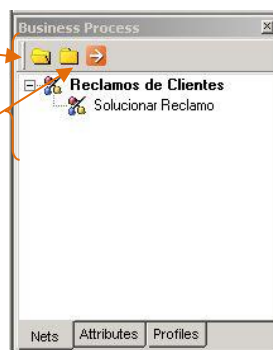 Business Process
Reclamos de Clientes
Solucionar Reclamo
Nets Attributes Profiles